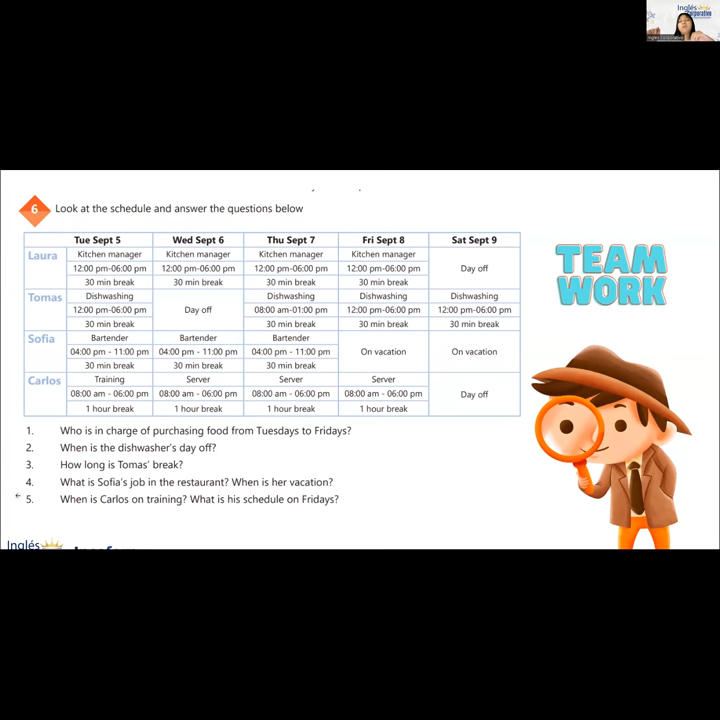 Inglés
Corporativo
Inglés Corporativo
6 Look at the schedule and answer the questions below
Tue Sept 5 Wed Sept 6 Thu Sept 7 Fri Sept 8 Sat Sept 9
Laura Kitchen manager Kitchen manager Kitchen manager Kitchen manager
12:00 pm-06:00 pm 12:00 pm-06:00 pm 12:00 pm-06:00 pm 12:00 pm-06:00 pm Day off
30 min break 30 min break 30 min break 30 min break
Tomas Dishwashing Dishwashing Dishwashing Dishwashing
12:00 pm-06:00 pm Day off 08:00 am-01:00 pm 12:00 pm-06:00 pm 12:00 pm-06:00 pm
30 min break 30 min break 30 min break 30 min break
Sofia Bartender Bartender Bartender
04:00 pm - 11:00 pm 04:00 pm - 11:00 pm 04:00 pm - 11:00 pm On vacation On vacation
30 min break 30 min break 30 min break
Carlos Training Server Server Server
08:00 am - 06:00 pm 08:00 am - 06:00 pm 08:00 am - 06:00 pm 08:00 am - 06:00 pm Day off
1 hour break 1 hour break 1 hour break 1 hour break
TEAM
WORK
1. Who is in charge of purchasing food from Tuesdays to Fridays?
2. When is the dishwasher's day off?
3. How long is Tomas' break?
4. What is Sofia's job in the restaurant? When is her vacation?
5. When is Carlos on training? What is his schedule on Fridays?
Inglés